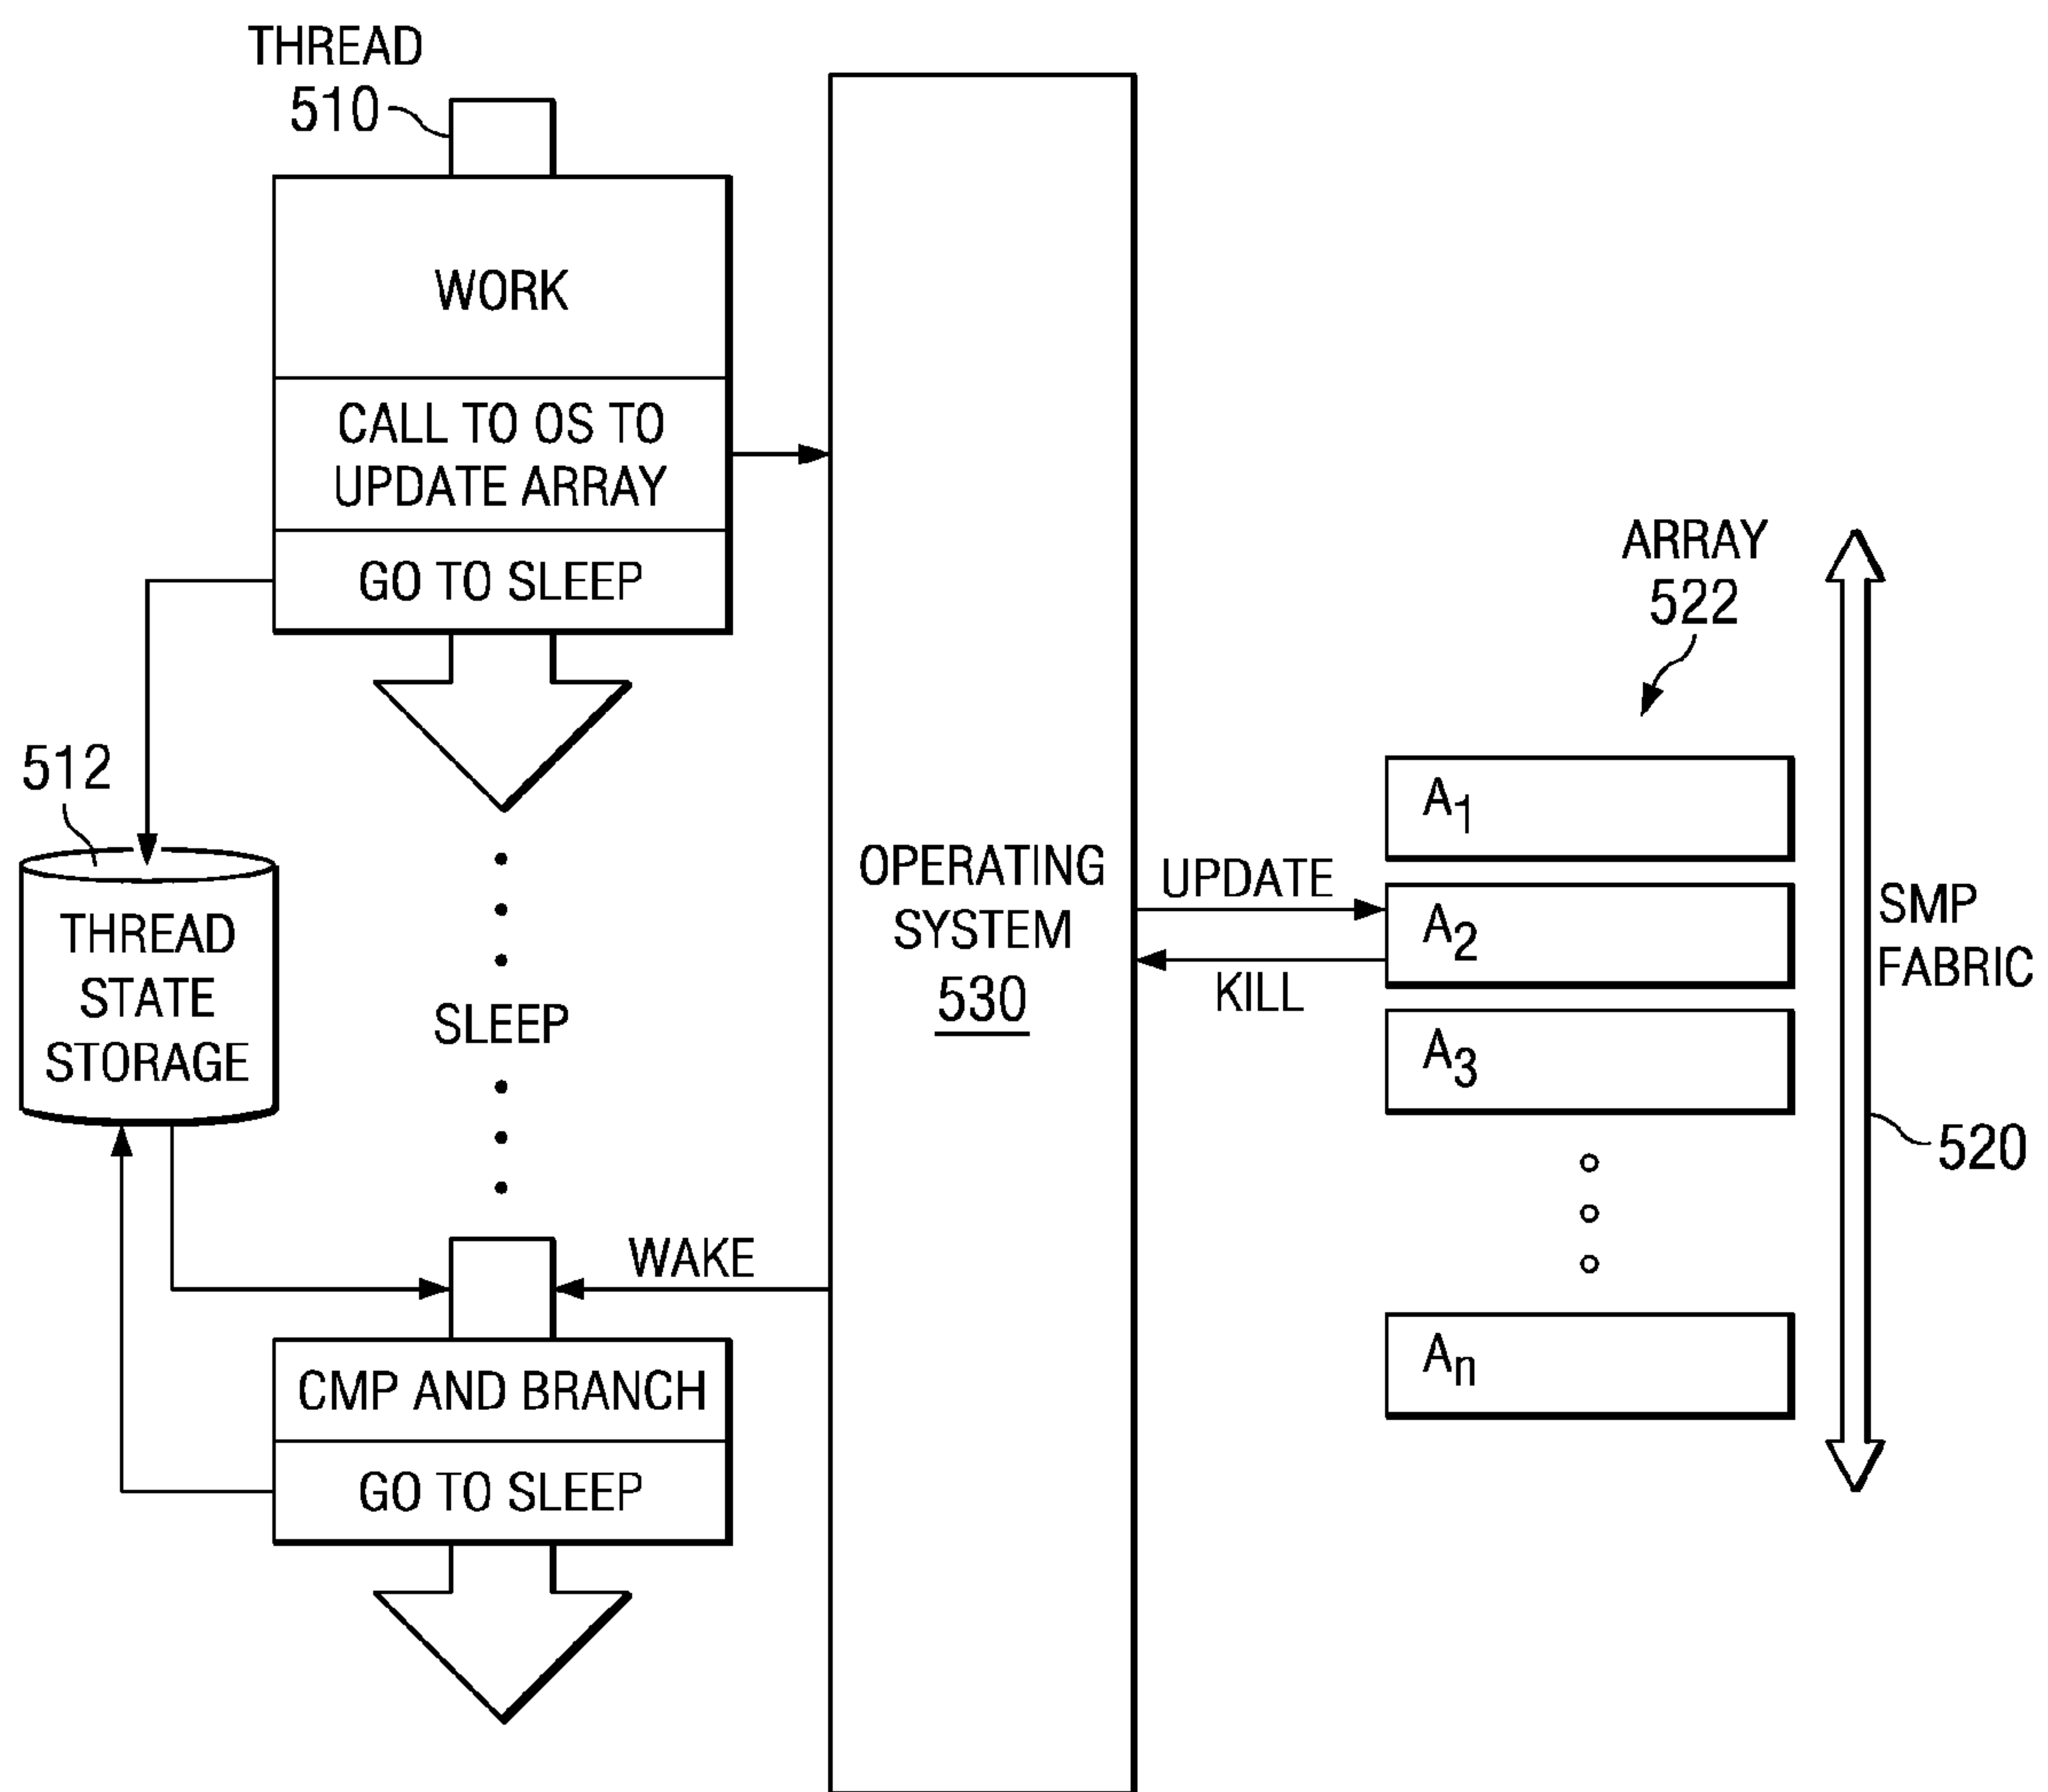 THREAD
510
WORK
CALL TO OS TO
UPDATE ARRAY
GO TO SLEEP
512
THREAD
STATE
STORAGE
SLEEP
WAKE
CMP AND BRANCH
GO TO SLEEP
OPERATING
SYSTEM
530
UPDATE
KILL
ARRAY
522
A1
A2
A3
An
SMP
FABRIC
520